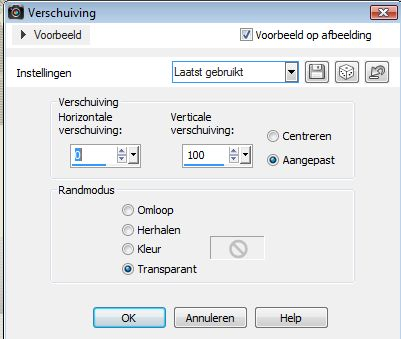 Verschuiving
Voorbeeld
Voorbeeld op afbeelding
Instellingen
Laatst gebruikt
Verschuiving
Horizontale verschuiving:
Verticale verschuiving:
0
100
Centreren
Aangepast
Randmodus
Omloop
Herhalen
Kleur
Transparant
OK
Annuleren
Help